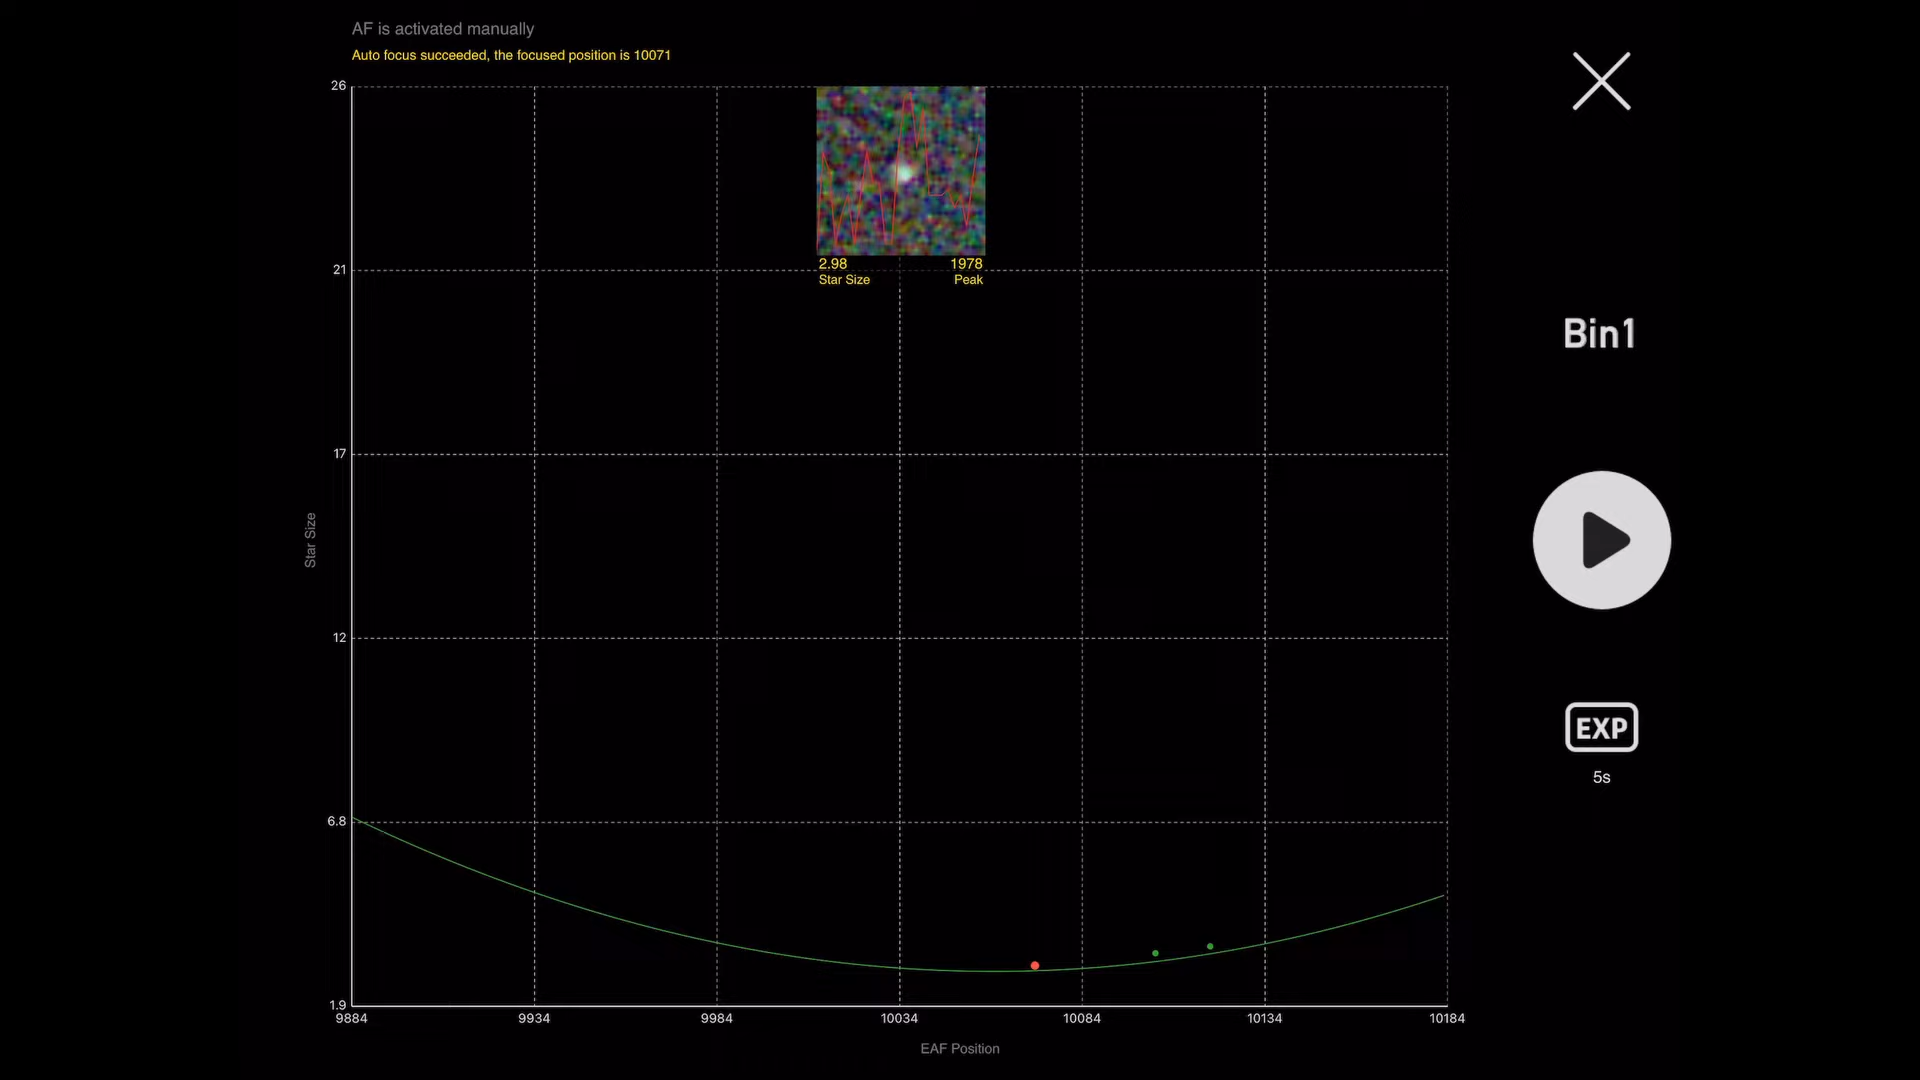 AF is activated manually
Auto focus succeeded, the focused position is 10071
26
2.98 1978
Star Size Peak
21
17
Star Size
12
6.8
1.9
9884 9934 9984 10034 10084 10134 10184
EAF Position
Bin1
EXP
5s